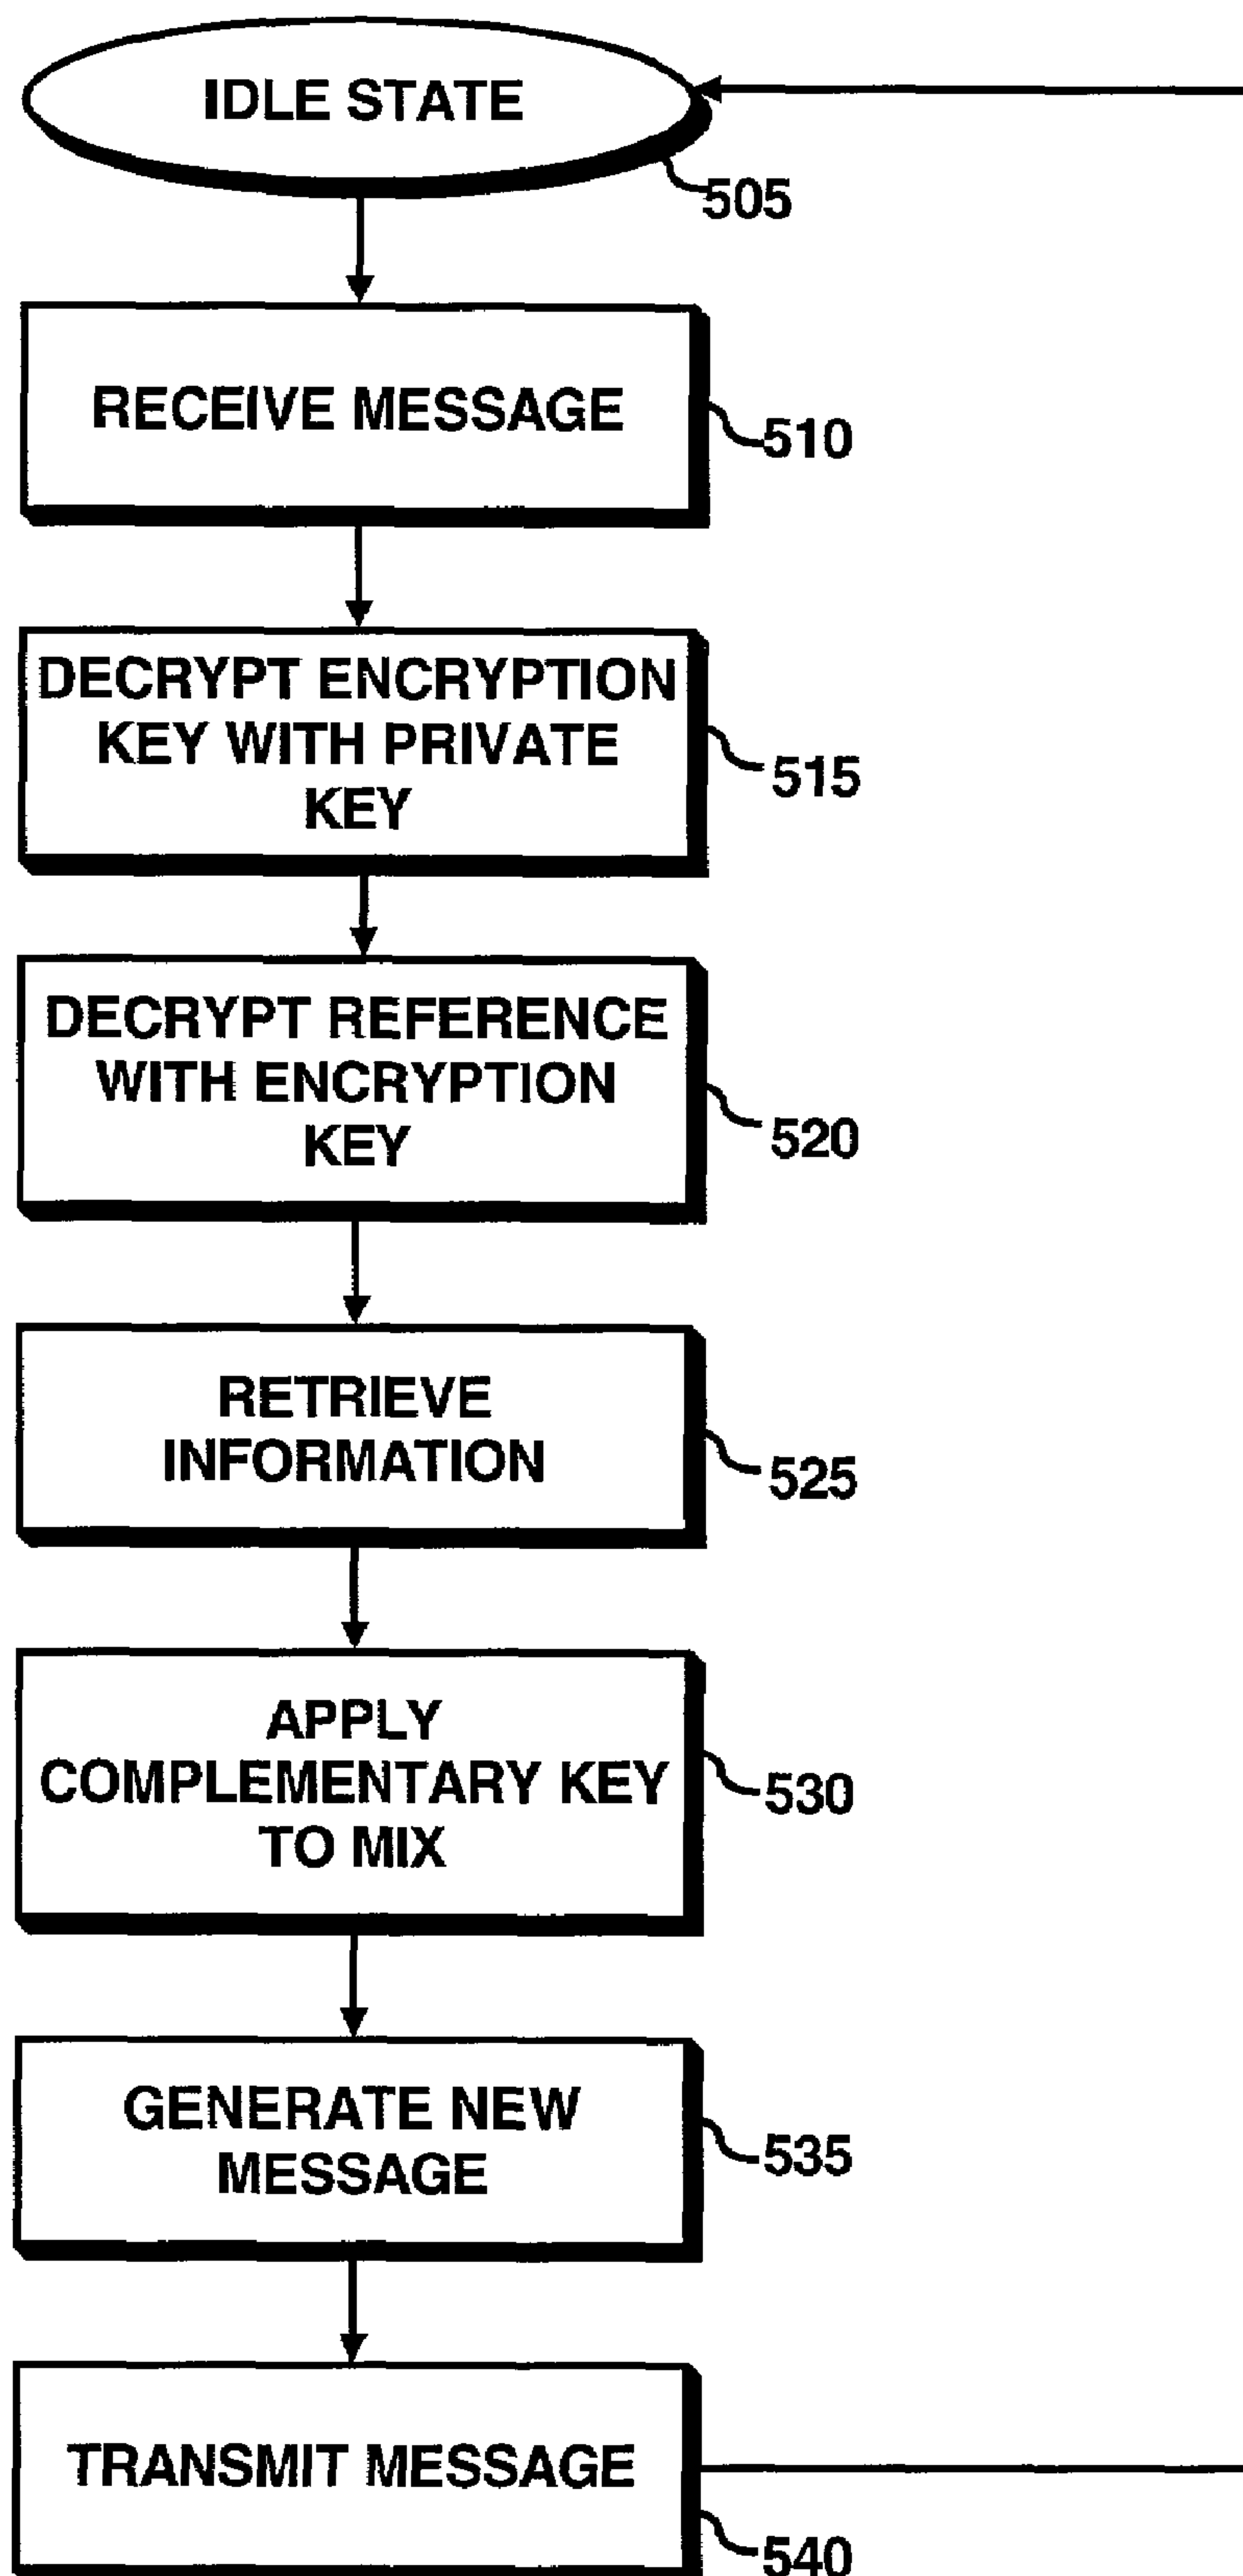 IDLE STATE
505
RECEIVE MESSAGE
510
DECRYPT ENCRYPTION
KEY WITH PRIVATE
KEY
515
DECRYPT REFERENCE
WITH ENCRYPTION
KEY
520
RETRIEVE
INFORMATION
525
APPLY
COMPLEMENTARY KEY
TO MIX
530
GENERATE NEW
MESSAGE
535
TRANSMIT MESSAGE
540